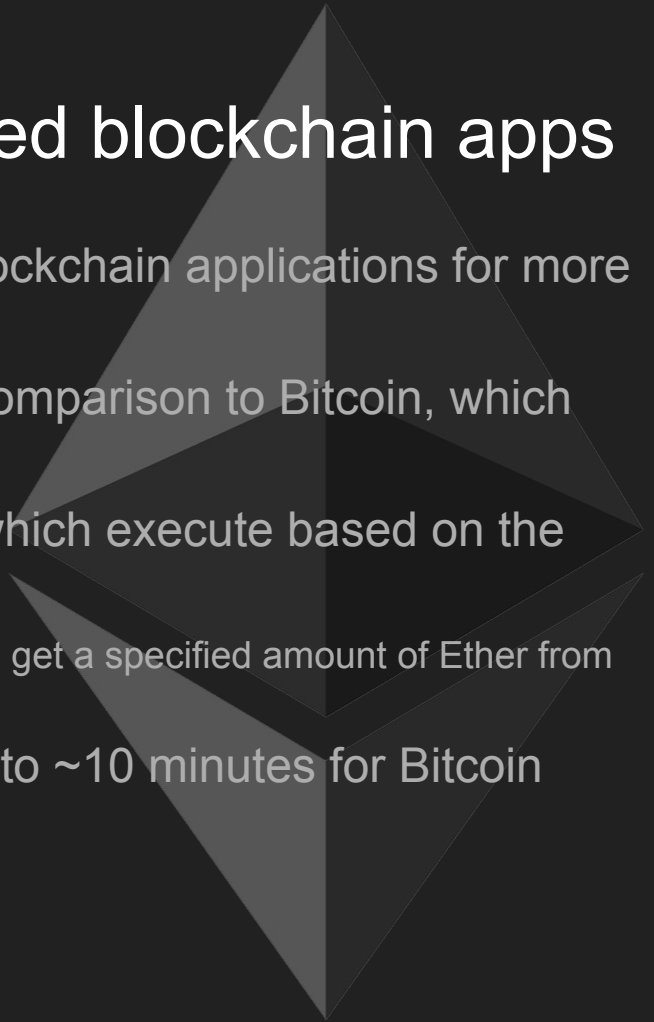 ed blockchain apps
ockchain applications for more
omparison to Bitcoin, which
which execute based on the
get a specified amount of Ether from
to ~10 minutes for Bitcoin